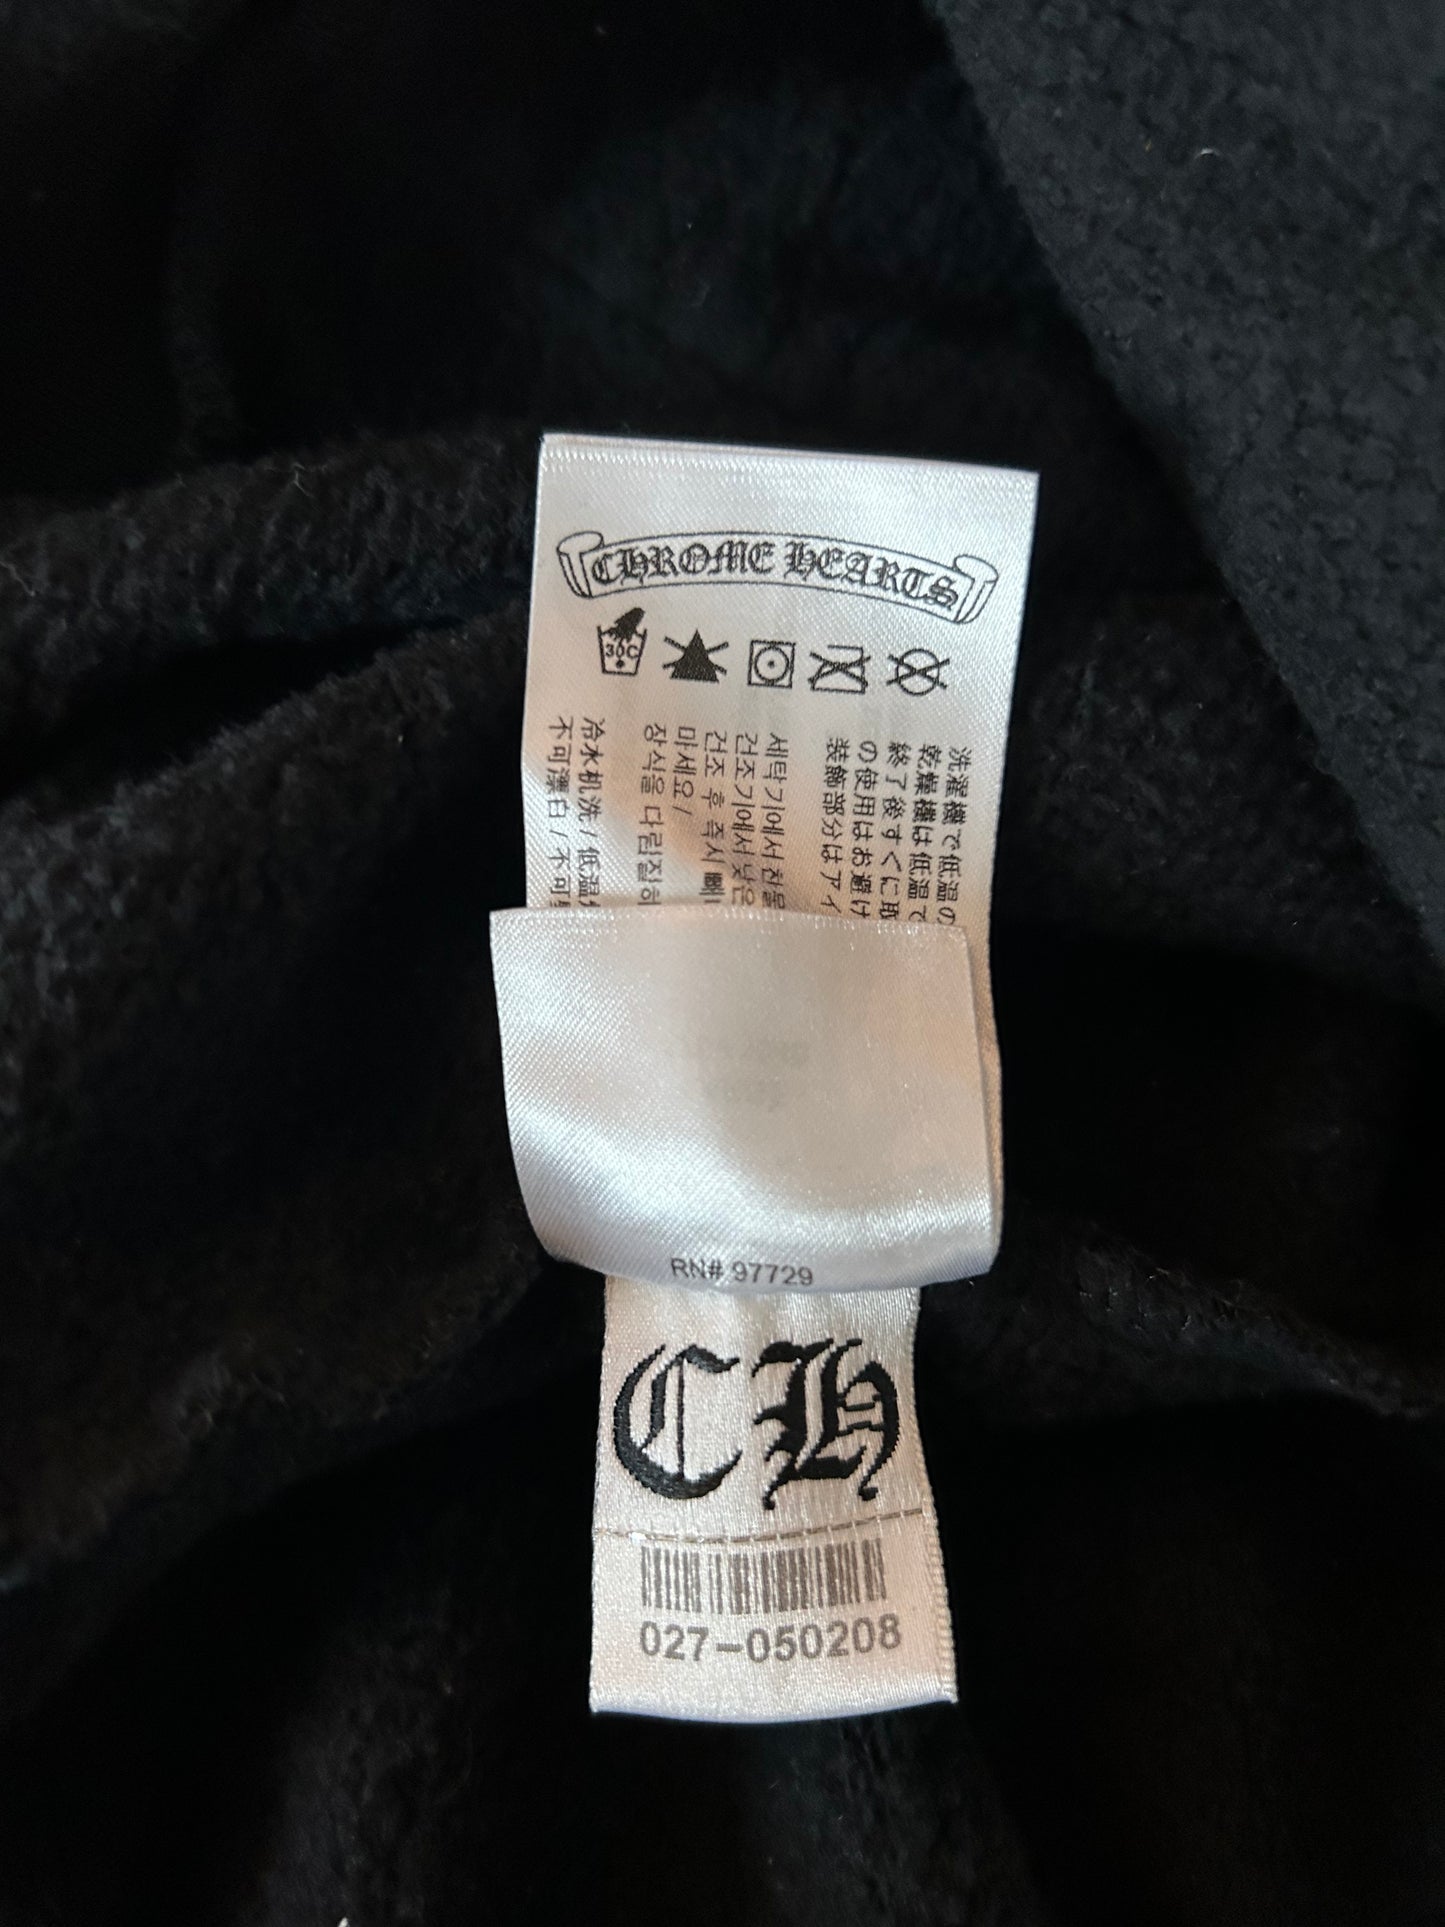 CHROME HEARTS
30C
洗濯機で低温の
乾燥機は低温で
終了後すぐに取
の使用はお避け
装飾部分はアイ
세탁기에서 찬물
건조기에서 낮은
건조 후 즉시 빼
마세요/
장식을 다림질하
冷水机洗/低温
不可漂白/不可
RN# 97729
CH
027-050208